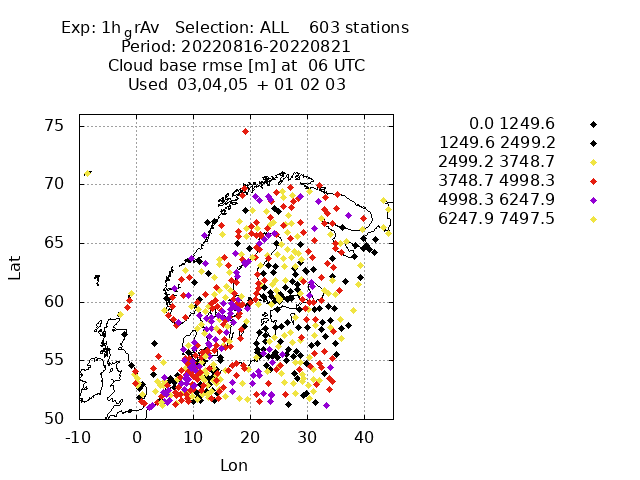 Exp: 1h grAv Selection: ALL 603 stations
Period: 20220816-20220821
Cloud base rmse [m] at 06 UTC
Used 03,04,05 + 01 02 03
0.0 1249.6
1249.6 2499.2
2499.2 3748.7
3748.7 4998.3
4998.3 6247.9
6247.9 7497.5
75
70
65
60
55
50
Lat
-10 0 10 20 30 40
Lon